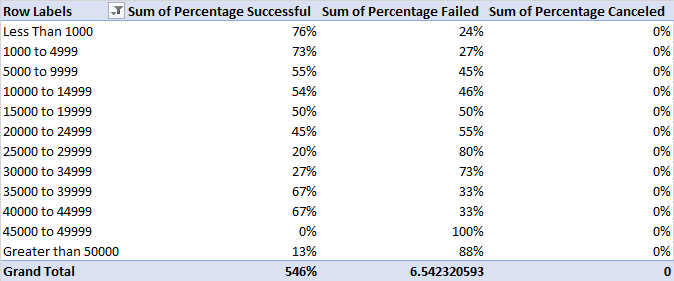 Row Labels Sum of Percentage Successful Sum of Percentage Failed Sum of Percentage Canceled
Less Than 1000 76% 24% 0%
1000 to 4999 73% 27% 0%
5000 to 9999 55% 45% 0%
10000 to 14999 54% 46% 0%
15000 to 19999 50% 50% 0%
20000 to 24999 45% 55% 0%
25000 to 29999 20% 80% 0%
30000 to 34999 27% 73% 0%
35000 to 39999 67% 33% 0%
40000 to 44999 67% 33% 0%
45000 to 49999 0% 100% 0%
Greater than 50000 13% 88% 0%
Grand Total 546% 6.542320593 0